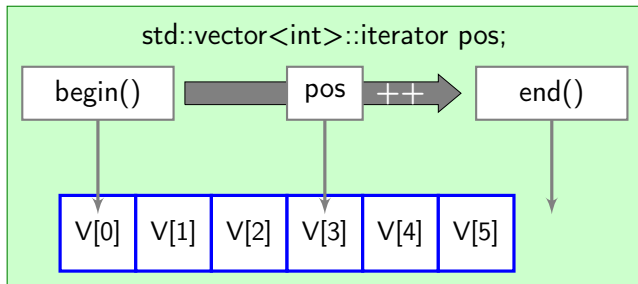 std::vector<int>::iterator pos;
begin() pos ++ end()
V[0] V[1] V[2] V[3] V[4] V[5]